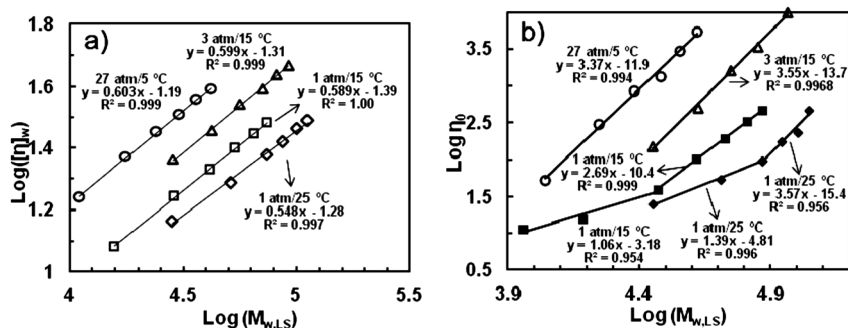 a)
Log([η]w)
1.8
1.6
1.4
1.2
1
3 atm/15 °C
y = 0.599x - 1.31
R² = 0.999
27 atm/5 °C
y = 0.603x - 1.19
R² = 0.999
1 atm/15 °C
y = 0.589x - 1.39
R² = 1.00
1 atm/25 °C
y = 0.548x - 1.28
R² = 0.997
4 4.5 5 5.5
Log (Mw,LS)
b)
Log η0
3.5
2.5
1.5
0.5
27 atm/5 °C
y = 3.37x - 11.9
R² = 0.994
3 atm/15 °C
y = 3.55x - 13.7
R² = 0.9968
1 atm/15 °C
y = 2.69x - 10.4
R² = 0.999
1 atm/25 °C
y = 3.57x - 15.4
R² = 0.956
1 atm/15 °C
y = 1.06x - 3.18
R² = 0.954
1 atm/25 °C
y = 1.39x - 4.81
R² = 0.996
3.9 4.4 4.9
Log (Mw,LS)